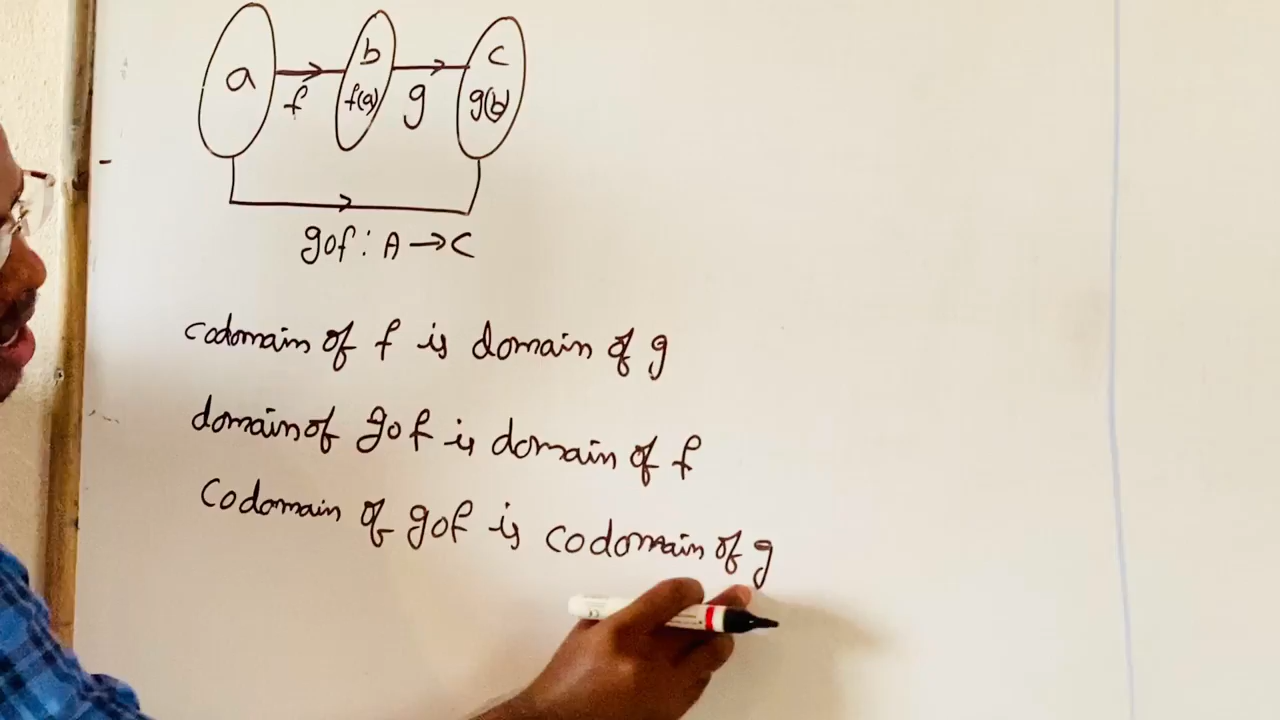 a b c
f f(a) g g(b)
gof : A → C
codomain of f is domain of g
domain of gof is domain of f
Codomain of gof is codomain of g